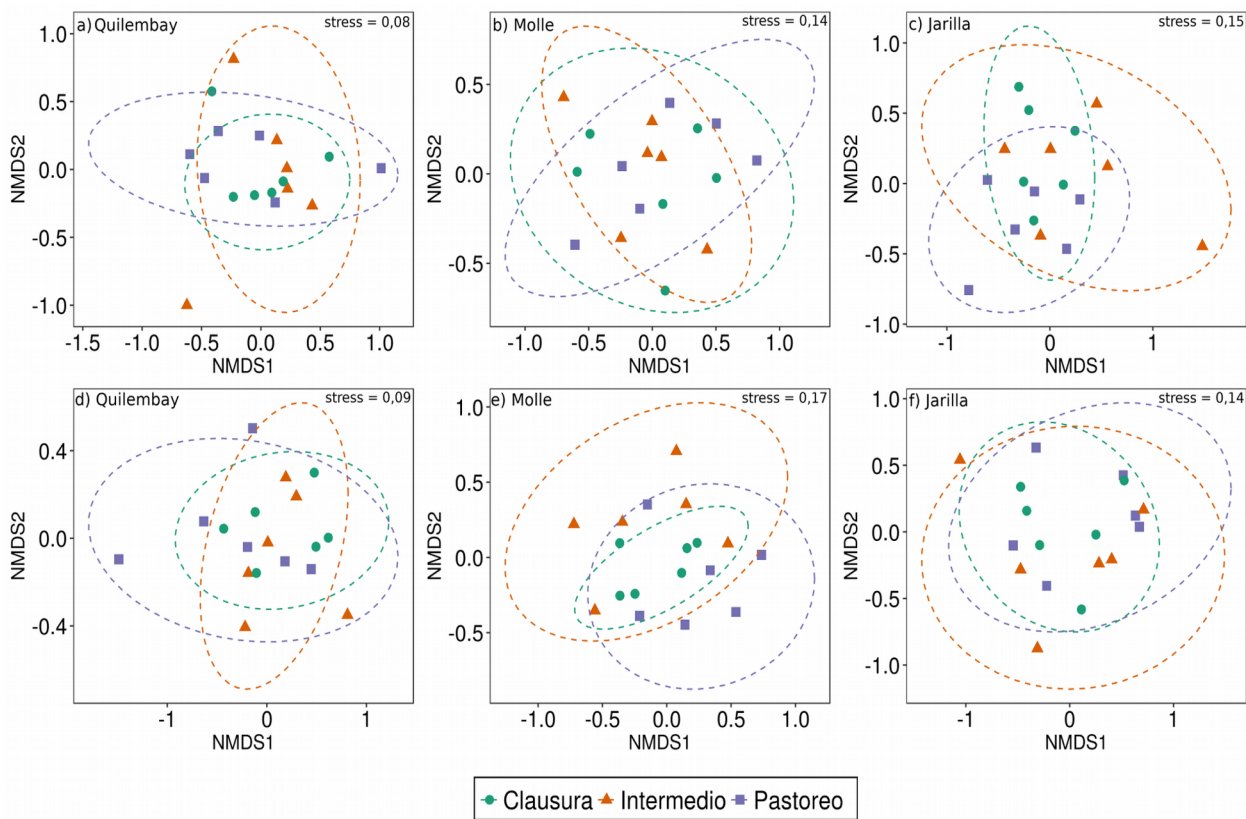 a) Quilembay
stress = 0,08
1.0
0.5
0.0
-0.5
-1.0
NMDS2
-1.5
-1.0
-0.5
0.0
0.5
1.0
NMDS1
b) Molle
stress = 0,14
0.5
0.0
-0.5
NMDS2
-1.0
-0.5
0.0
0.5
1.0
NMDS1
c) Jarilla
stress = 0,15
1.0
0.5
0.0
-0.5
-1.0
NMDS2
-1
0
1
NMDS1
d) Quilembay
stress = 0,09
0.4
0.0
-0.4
NMDS2
-1
0
1
NMDS1
e) Molle
stress = 0,17
1.0
0.5
0.0
-0.5
NMDS2
-1.0
-0.5
0.0
0.5
1.0
NMDS1
f) Jarilla
stress = 0,14
1.0
0.5
0.0
-0.5
-1.0
NMDS2
-1
0
1
NMDS1
Clausura Intermedio Pastoreo